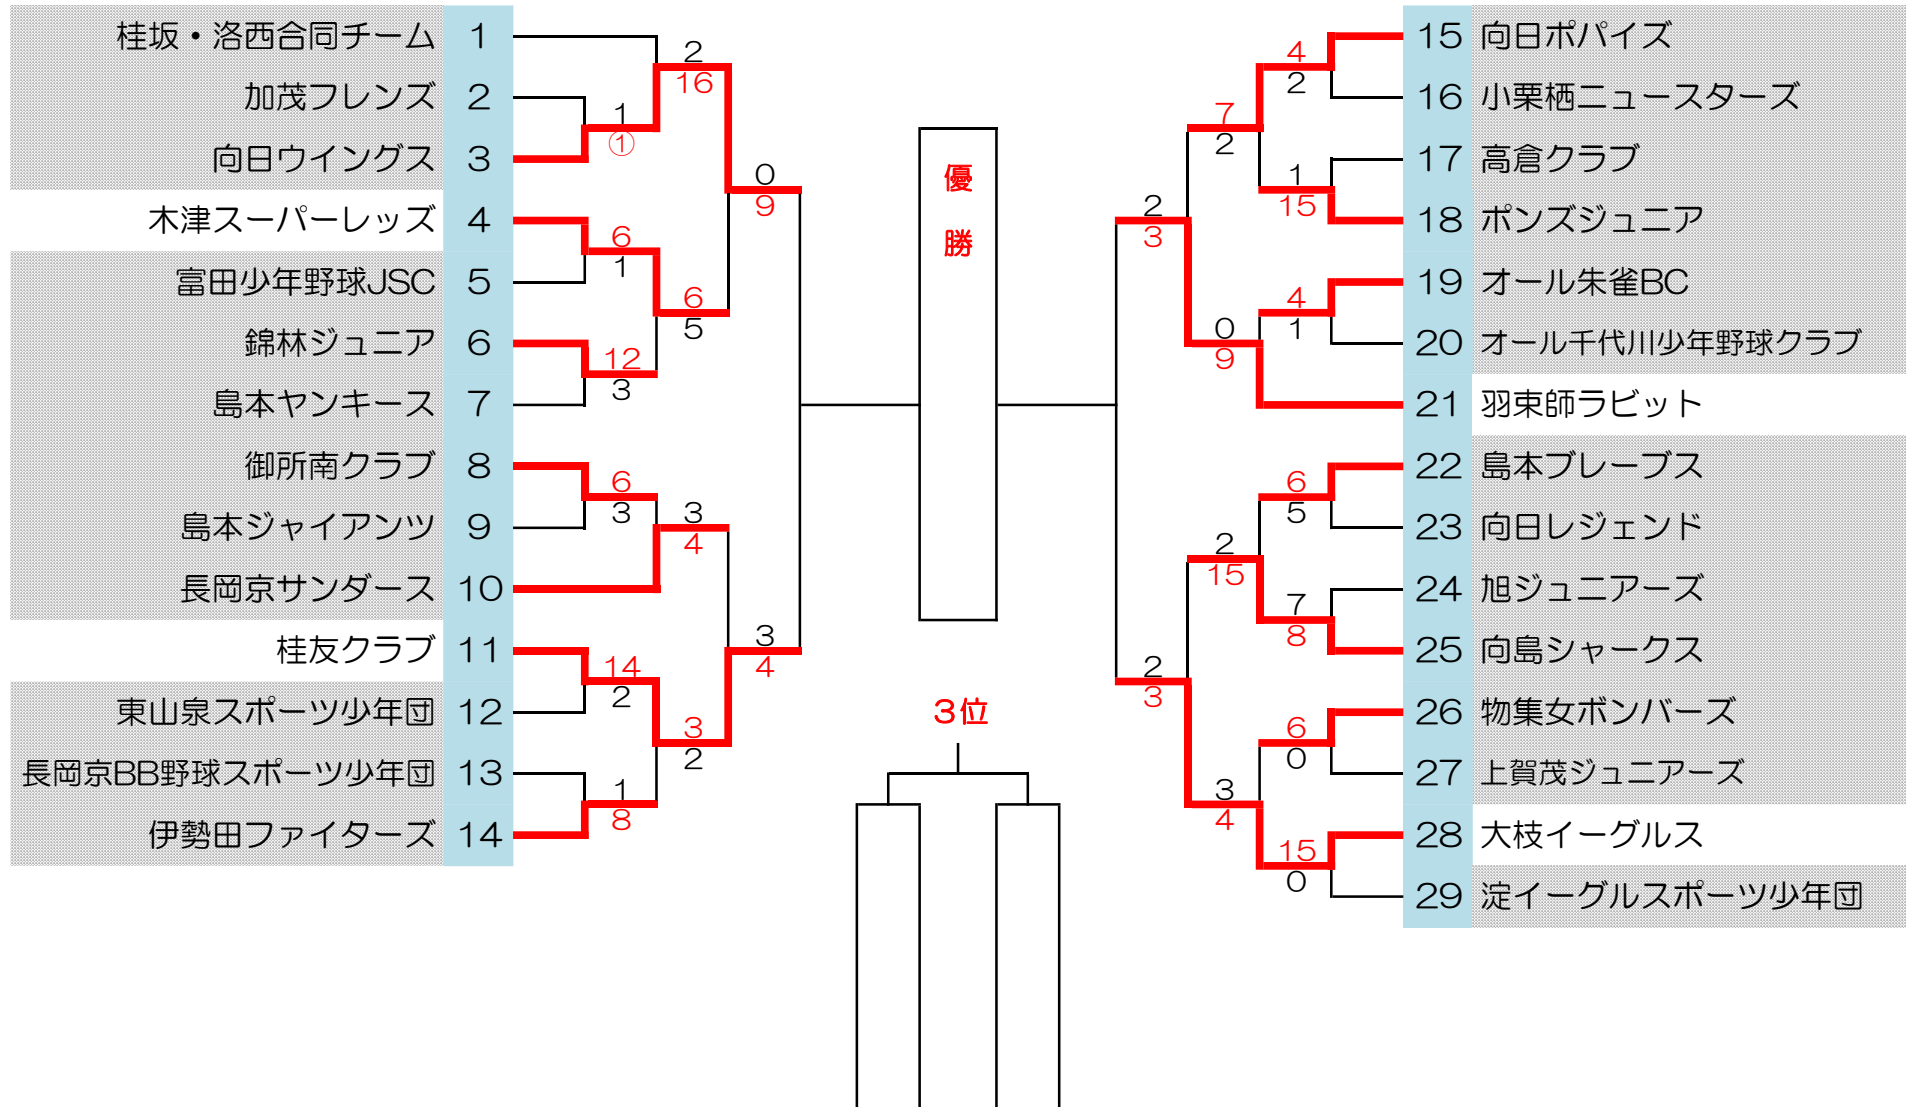 桂坂・洛西合同チーム 1
加茂フレンズ 2
向日ウイングス 3
木津スーパーレッズ 4
富田少年野球JSC 5
錦林ジュニア 6
島本ヤンキース 7
御所南クラブ 8
島本ジャイアンツ 9
長岡京サンダース 10
桂友クラブ 11
東山泉スポーツ少年団 12
長岡京BB野球スポーツ少年団 13
伊勢田ファイターズ 14
1
①
6
1
12
3
6
3
14
2
1
8
2
16
6
5
3
4
3
2
0
9
3
4
優
勝
3位
2
3
2
3
7
2
0
9
2
15
3
4
4
2
1
15
4
1
6
5
7
8
6
0
15
0
15 向日ポパイズ
16 小栗栖ニュースターズ
17 高倉クラブ
18 ポンズジュニア
19 オール朱雀BC
20 オール千代川少年野球クラブ
21 羽束師ラビット
22 島本ブレーブス
23 向日レジェンド
24 旭ジュニアーズ
25 向島シャークス
26 物集女ボンバーズ
27 上賀茂ジュニアーズ
28 大枝イーグルス
29 淀イーグルスポーツ少年団